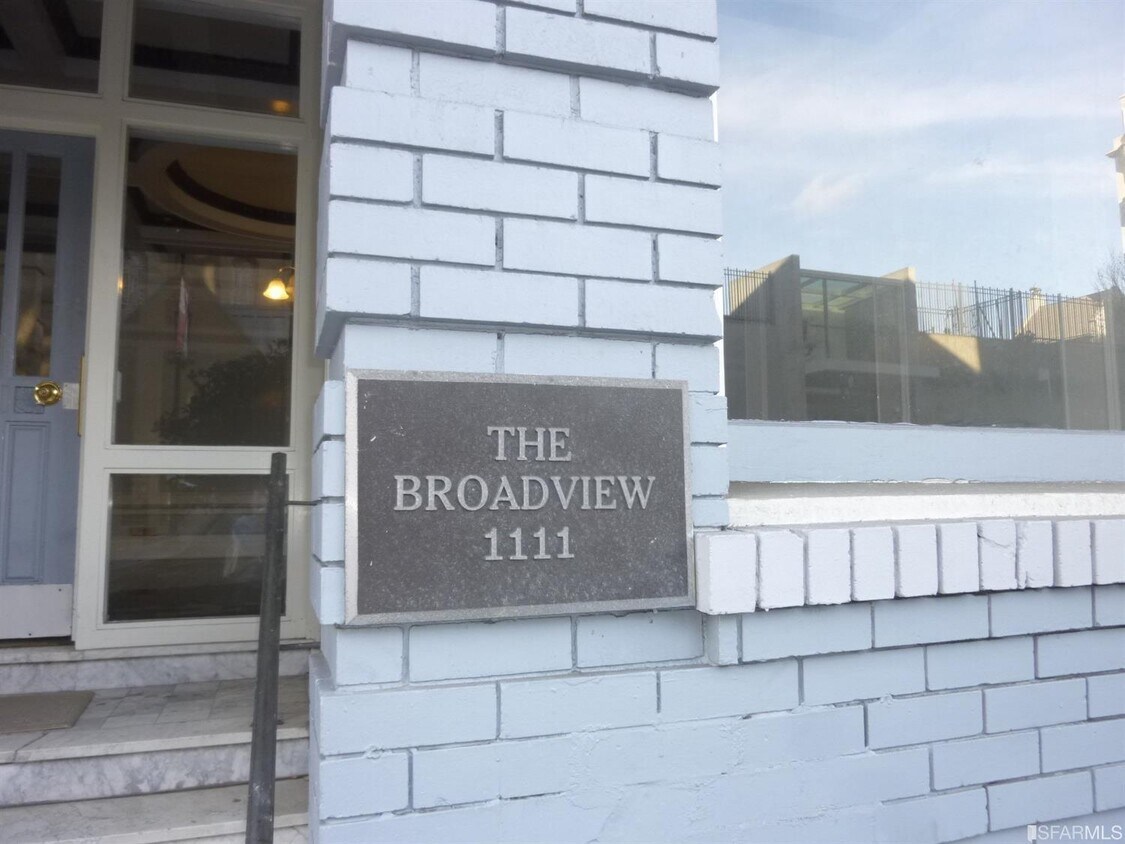 THE
BROADVIEW
1111
SFARMLS